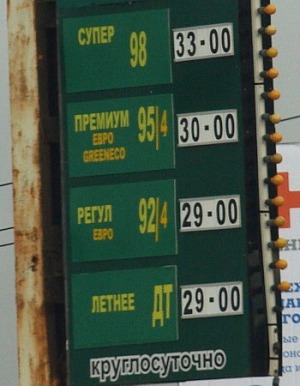 СУПЕР 98 33-00
ПРЕМИУМ 95/4 30-00
ЕВРО
GREENECO
РЕГУЛ 92/4 29-00
ЕВРО
ЛЕТНЕЕ ДТ 29-00
круглосуточно